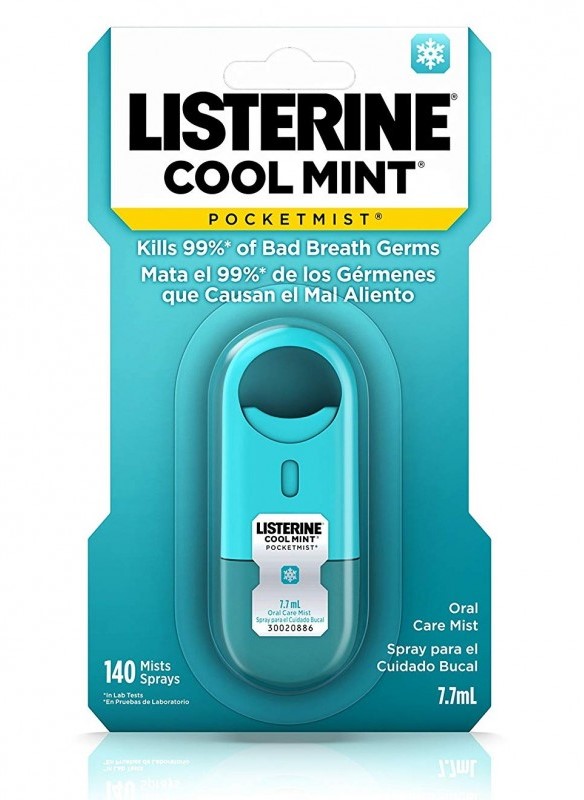 LISTERINE®
COOL MINT®
POCKETMIST®
Kills 99%* of Bad Breath Germs
Mata el 99%* de los Gérmenes
que Causan el Mal Aliento
LISTERINE®
COOL MINT®
POCKETMIST®
7.7 mL
Oral Care Mist
Spray para el Cuidado Bucal
30020886
Oral
Care Mist
Spray para el
Cuidado Bucal
7.7mL
140 Mists
Sprays
*In Lab Tests
*En Pruebas de Laboratorio